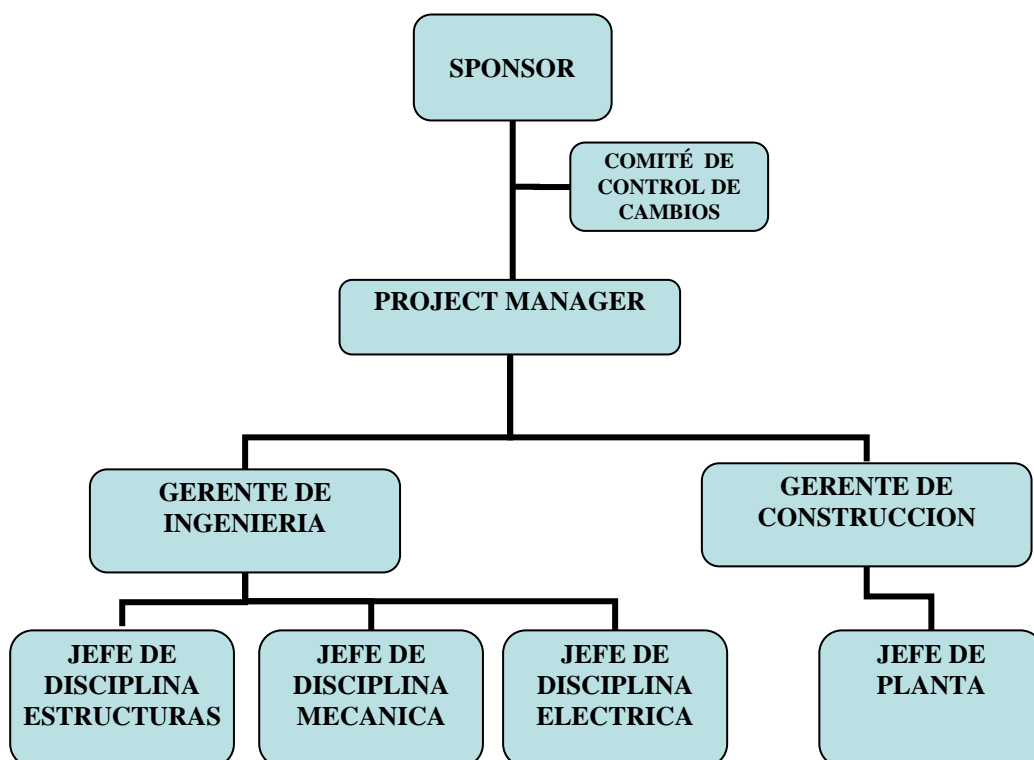 SPONSOR
COMITÉ DE
CONTROL DE
CAMBIOS
PROJECT MANAGER
GERENTE DE
INGENIERIA
GERENTE DE
CONSTRUCCION
JEFE DE
DISCIPLINA
ESTRUCTURAS
JEFE DE
DISCIPLINA
MECANICA
JEFE DE
DISCIPLINA
ELECTRICA
JEFE DE
PLANTA